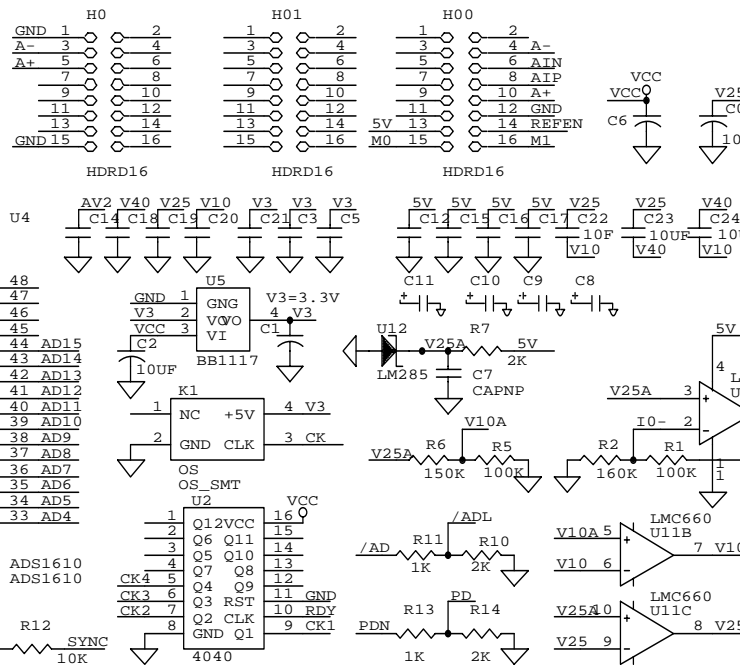 H0 H01 H00
GND 1 2 1 2 1 2
A- 3 4 3 4 3 4 A-
A+ 5 6 5 6 5 6 AIN
7 8 7 8 7 8 AIP
9 10 9 10 9 10 A+
11 12 11 12 11 12 GND
13 14 13 14 5V 13 14 REFEN
GND 15 16 15 16 M0 15 16 M1
HDRD16 HDRD16 HDRD16
VCC
VCC V25
C6
U4
AV2 V40 V25 V10 V3 V3 V3
C14 C18 C19 C20 C21 C3 C5
5V 5V 5V 5V V25 V25 V40
C12 C15 C16 C17 C22 C23 C24
10F 10UF
V10 V40 V10
C11 C10 C9 C8
48
47
46
45
44 AD15
43 AD14
42 AD13
41 AD12
40 AD11
39 AD10
38 AD9
37 AD8
36 AD7
35 AD6
34 AD5
33 AD4
ADS1610
ADS1610
R12
SYNC
10K
U5
GND 1 GNG
V3 2 VO VO 4 V3
VCC 3 VI
V3=3.3V
C1
C2
10UF
BB1117
K1
1 NC +5V 4 V3
2 GND CLK 3 CK
OS
OS_SMT
U2
VCC
1 Q12 VCC 16
2 Q6 Q11 15
3 Q5 Q10 14
4 Q7 Q8 13
CK4 5 Q4 Q9 12
CK3 6 Q3 RST 11 GND
CK2 7 Q2 CLK 10 RDY
8 GND Q1 9 CK1
4040
U12 R7
V25A 5V
LM285 2K
C7
CAPNP
V10A
V25A R6 R5
150K 100K
/ADL
/AD R11 R10
1K 2K
PD
PDN R13 R14
1K 2K
5V
4
V25A 3
I0- 2
R2 R1
160K 100K
11
LMC660
U11B
V10A 5
V10 6
7
LMC660
U11C
V25A 10
V25 9
8 V25